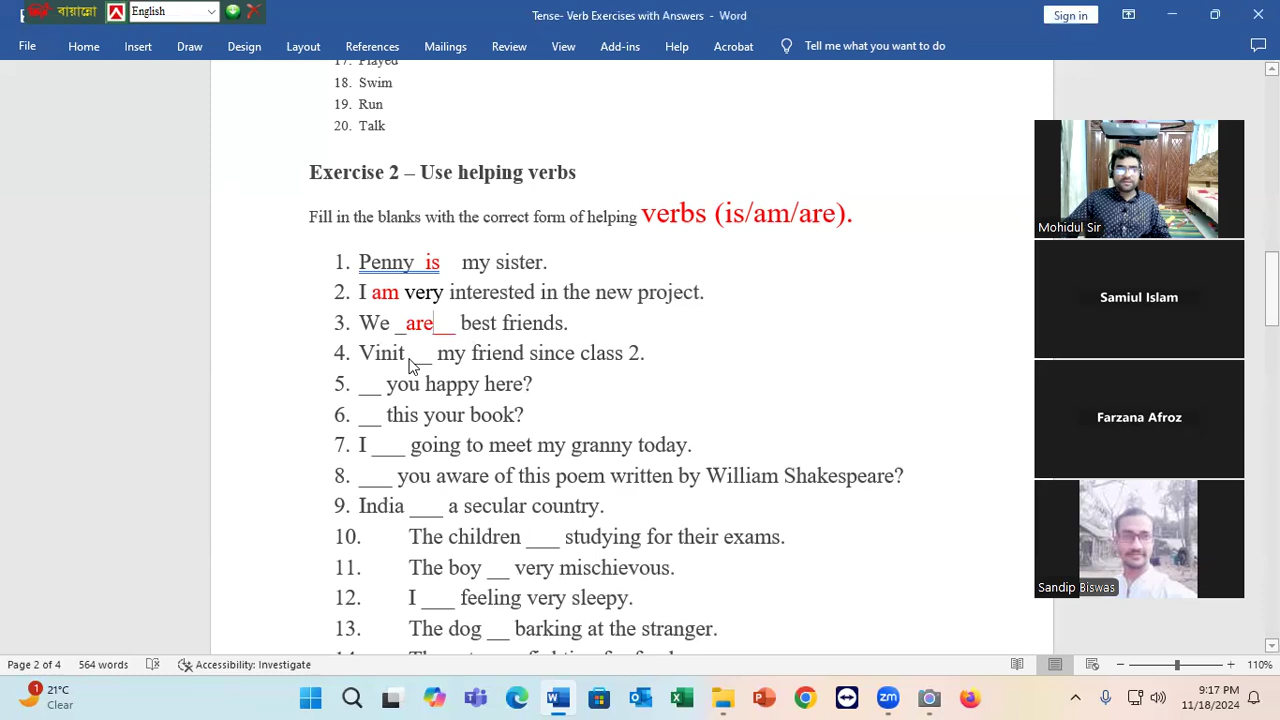 বায়ান্নো English
Tense- Verb Exercises with Answers - Word
Sign in
File Home Insert Draw Design Layout References Mailings Review View Add-ins Help Acrobat Tell me what you want to do
17. Played
18. Swim
19. Run
20. Talk
Exercise 2 – Use helping verbs
Fill in the blanks with the correct form of helping verbs (is/am/are).
1. Penny is my sister.
2. I am very interested in the new project.
3. We _are__ best friends.
4. Vinit __ my friend since class 2.
5. __ you happy here?
6. __ this your book?
7. I ___ going to meet my granny today.
8. ___ you aware of this poem written by William Shakespeare?
9. India ___ a secular country.
10. The children ___ studying for their exams.
11. The boy __ very mischievous.
12. I ___ feeling very sleepy.
13. The dog __ barking at the stranger.
Mohidul Sir
Samiul Islam
Farzana Afroz
Sandip Biswas
Page 2 of 4 564 words Accessibility: Investigate 110%
1 21°C
Clear
zm
9:17 PM
11/18/2024